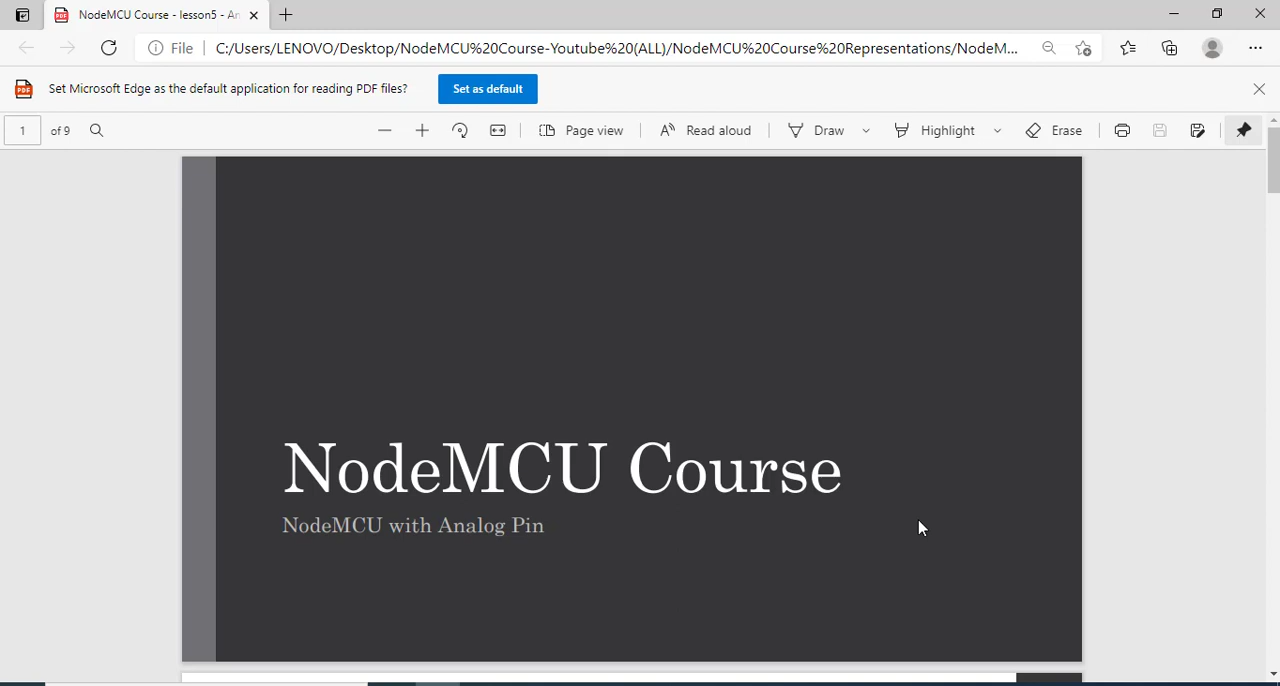 NodeMCU Course - lesson5 - An
File
C:/Users/LENOVO/Desktop/NodeMCU%20Course-Youtube%20(ALL)/NodeMCU%20Course%20Representations/NodeM...
Set Microsoft Edge as the default application for reading PDF files?
Set as default
1 of 9
Page view
Read aloud
Draw
Highlight
Erase
NodeMCU Course
NodeMCU with Analog Pin